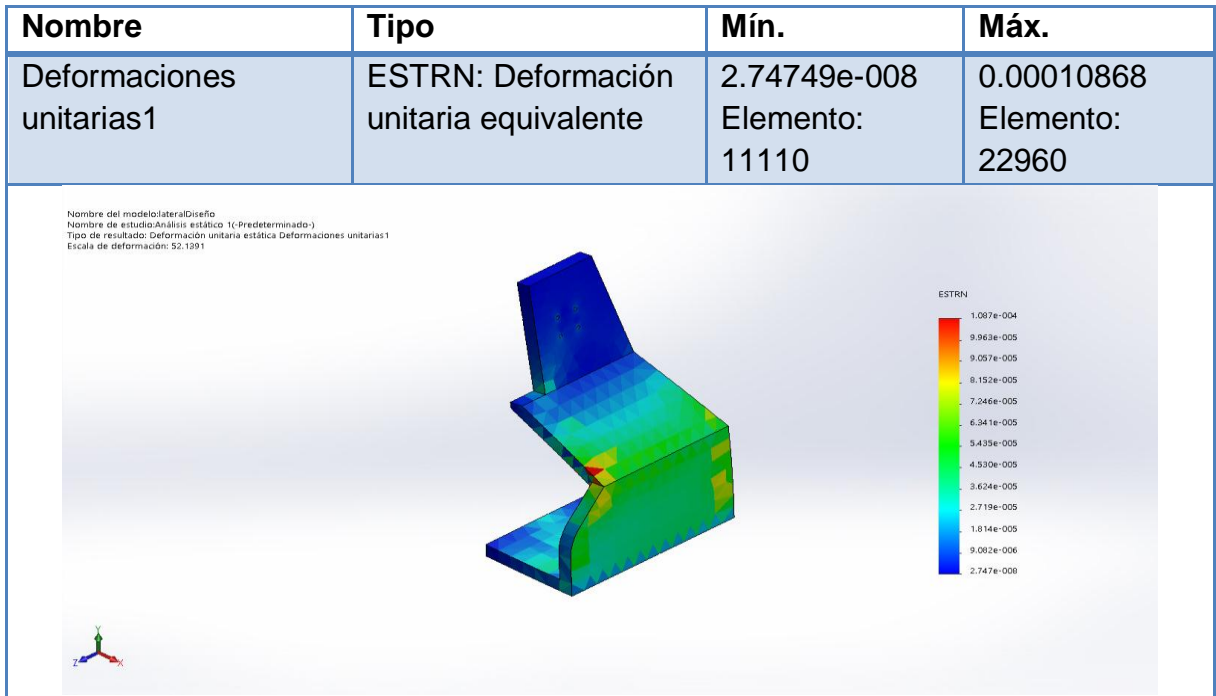 Nombre Tipo Mín. Máx.
Deformaciones unitarias1
ESTRN: Deformación unitaria equivalente
2.74749e-008
Elemento:
11110
0.00010868
Elemento:
22960
Nombre del modelo:lateralDiseño
Nombre de estudio:Análisis estático 1(-Predeterminado-)
Tipo de resultado: Deformación unitaria estática Deformaciones unitarias1
Escala de deformación: 52.1391
ESTRN
1.087e-004
9.963e-005
9.057e-005
8.152e-005
7.246e-005
6.341e-005
5.435e-005
4.530e-005
3.624e-005
2.719e-005
1.814e-005
9.082e-006
2.747e-008
Y
Z
X